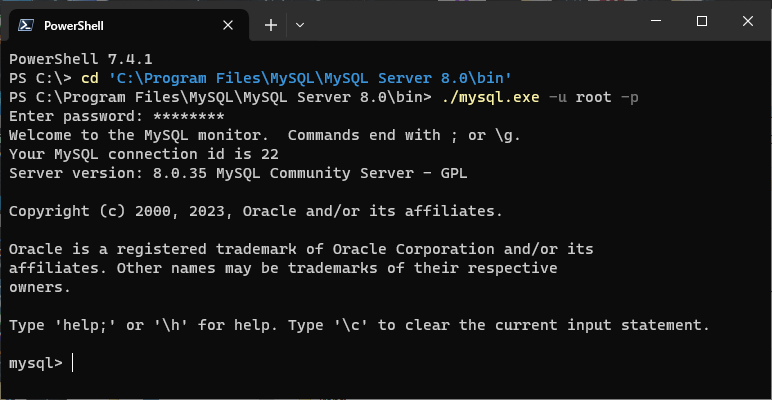 PowerShell
PowerShell 7.4.1
PS C:\> cd 'C:\Program Files\MySQL\MySQL Server 8.0\bin'
PS C:\Program Files\MySQL\MySQL Server 8.0\bin> ./mysql.exe -u root -p
Enter password: ********
Welcome to the MySQL monitor.  Commands end with ; or \g.
Your MySQL connection id is 22
Server version: 8.0.35 MySQL Community Server - GPL
Copyright (c) 2000, 2023, Oracle and/or its affiliates.
Oracle is a registered trademark of Oracle Corporation and/or its
affiliates. Other names may be trademarks of their respective
owners.
Type 'help;' or '\h' for help. Type '\c' to clear the current input statement.
mysql>